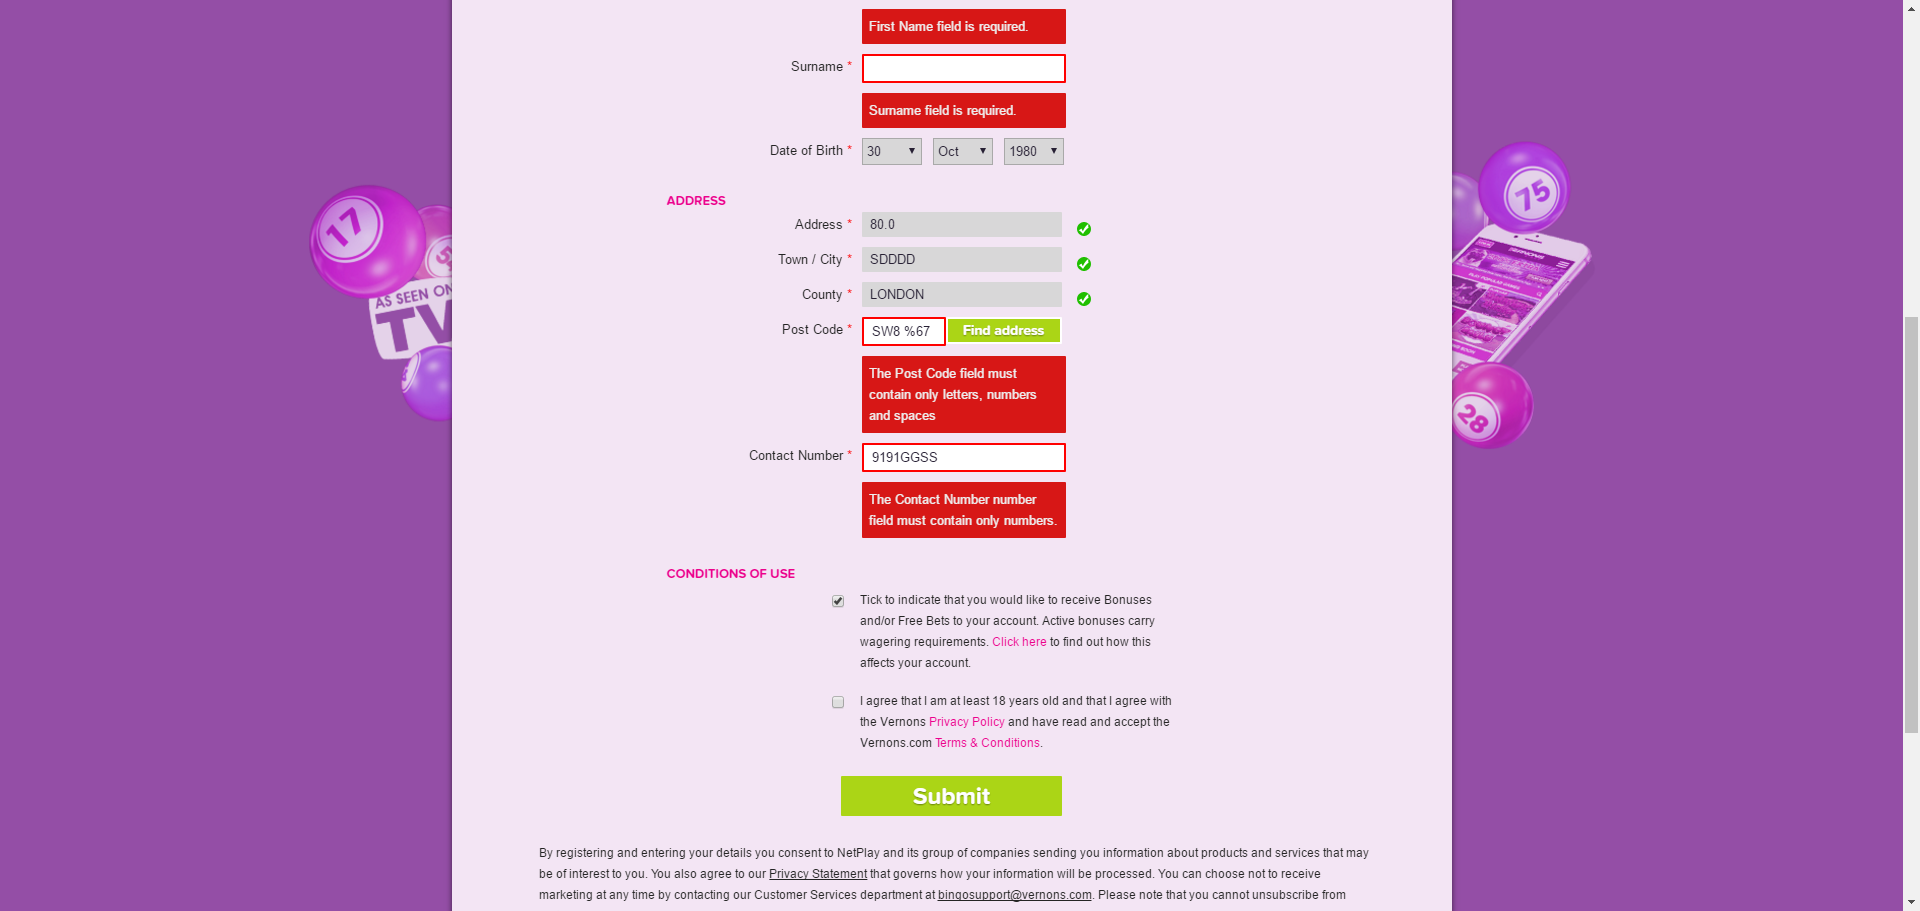 First Name field is required.
Surname *
Surname field is required.
Date of Birth * 30 Oct 1980
ADDRESS
Address * 80.0
Town / City * SDDDD
County * LONDON
Post Code * SW8 %67 Find address
The Post Code field must
contain only letters, numbers
and spaces
Contact Number * 9191GGSS
The Contact Number number
field must contain only numbers.
CONDITIONS OF USE
Tick to indicate that you would like to receive Bonuses
and/or Free Bets to your account. Active bonuses carry
wagering requirements. Click here to find out how this
affects your account.
I agree that I am at least 18 years old and that I agree with
the Vernons Privacy Policy and have read and accept the
Vernons.com Terms & Conditions.
Submit
By registering and entering your details you consent to NetPlay and its group of companies sending you information about products and services that may
be of interest to you. You also agree to our Privacy Statement that governs how your information will be processed. You can choose not to receive
marketing at any time by contacting our Customer Services department at bingosupport@vernons.com. Please note that you cannot unsubscribe from
17
AS SEEN ON
TV
75
28